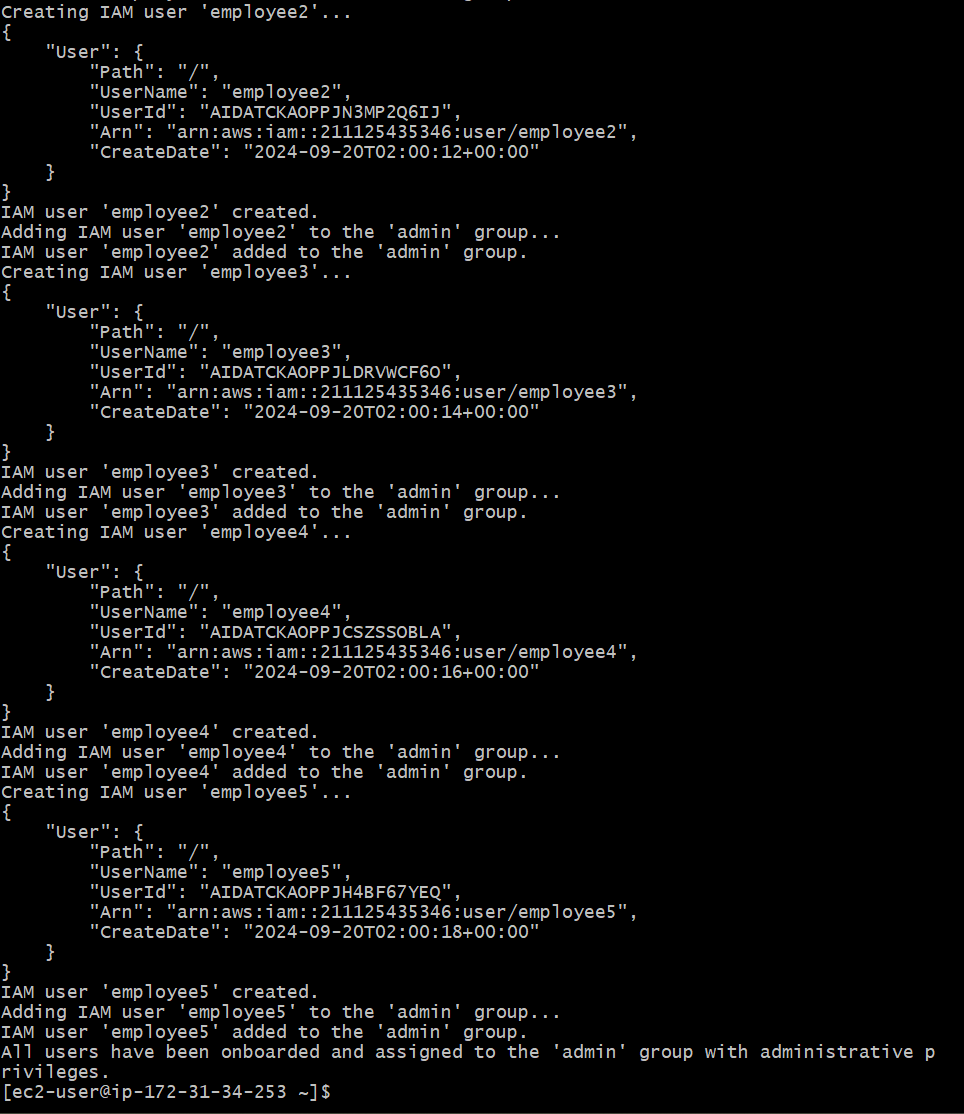 Creating IAM user 'employee2'...
{
    "User": {
        "Path": "/",
        "UserName": "employee2",
        "UserId": "AIDATCKAOPPJN3MP2Q6IJ",
        "Arn": "arn:aws:iam::211125435346:user/employee2",
        "CreateDate": "2024-09-20T02:00:12+00:00"
    }
}
IAM user 'employee2' created.
Adding IAM user 'employee2' to the 'admin' group...
IAM user 'employee2' added to the 'admin' group.
Creating IAM user 'employee3'...
{
    "User": {
        "Path": "/",
        "UserName": "employee3",
        "UserId": "AIDATCKAOPPJLDRVWCF6O",
        "Arn": "arn:aws:iam::211125435346:user/employee3",
        "CreateDate": "2024-09-20T02:00:14+00:00"
    }
}
IAM user 'employee3' created.
Adding IAM user 'employee3' to the 'admin' group...
IAM user 'employee3' added to the 'admin' group.
Creating IAM user 'employee4'...
{
    "User": {
        "Path": "/",
        "UserName": "employee4",
        "UserId": "AIDATCKAOPPJCSZSSOBLA",
        "Arn": "arn:aws:iam::211125435346:user/employee4",
        "CreateDate": "2024-09-20T02:00:16+00:00"
    }
}
IAM user 'employee4' created.
Adding IAM user 'employee4' to the 'admin' group...
IAM user 'employee4' added to the 'admin' group.
Creating IAM user 'employee5'...
{
    "User": {
        "Path": "/",
        "UserName": "employee5",
        "UserId": "AIDATCKAOPPJH4BF67YEQ",
        "Arn": "arn:aws:iam::211125435346:user/employee5",
        "CreateDate": "2024-09-20T02:00:18+00:00"
    }
}
IAM user 'employee5' created.
Adding IAM user 'employee5' to the 'admin' group...
IAM user 'employee5' added to the 'admin' group.
All users have been onboarded and assigned to the 'admin' group with administrative p
rivileges.
[ec2-user@ip-172-31-34-253 ~]$